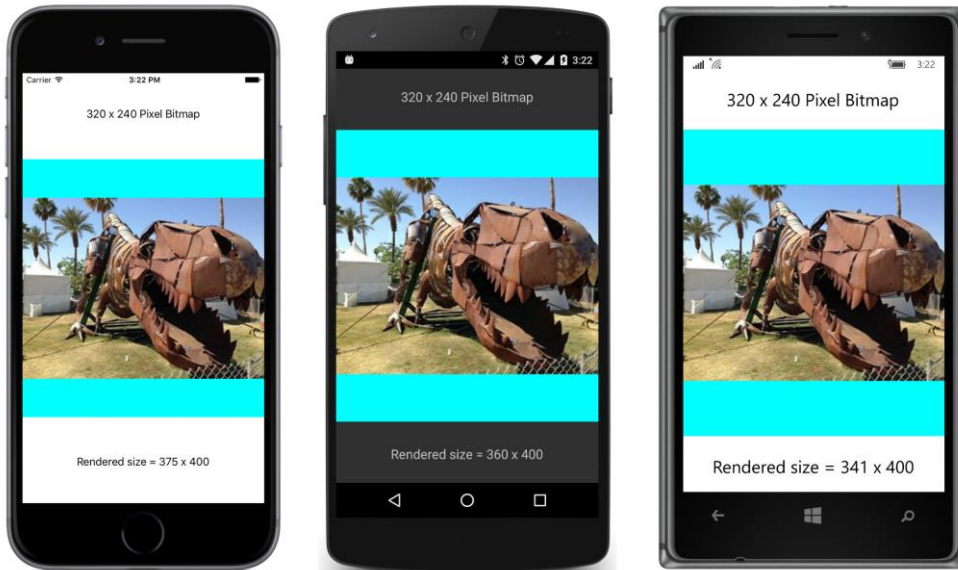 Carrier
3:22 PM
320 x 240 Pixel Bitmap
Rendered size = 375 x 400
3:22
320 x 240 Pixel Bitmap
Rendered size = 360 x 400
3:22
320 x 240 Pixel Bitmap
Rendered size = 341 x 400